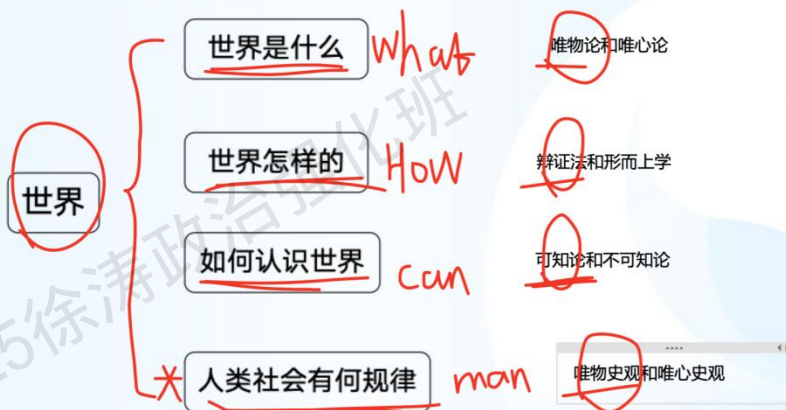 世界是什么 What 唯物论和唯心论
世界怎样的 HoW 辩证法和形而上学
世界
如何认识世界 can 可知论和不可知论
人类社会有何规律 man 唯物史观和唯心史观
5徐涛政治强化班